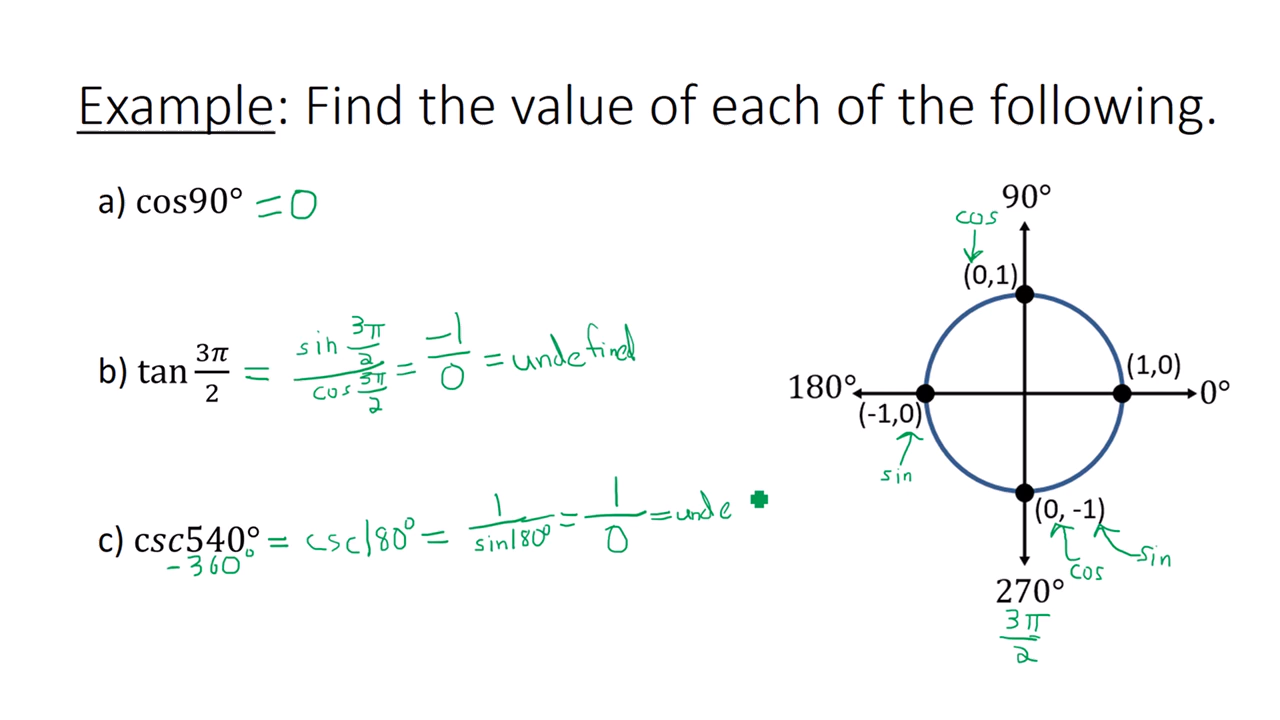 Example: Find the value of each of the following.
a) cos90° = 0
b) tan 3π/2 = sin 3π/2 / cos 3π/2 = -1/0 = undefined
c) csc540° = csc180° = 1/sin180° = 1/0 = unde
-360°
90°
cos
(0,1)
(1,0)
180°
0°
(-1,0)
sin
(0, -1)
sin
cos
270°
3π/2